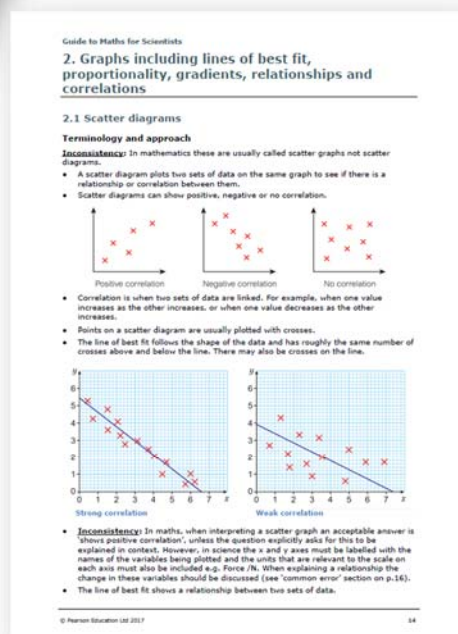 Guide to Maths for Scientists
2. Graphs including lines of best fit,
proportionality, gradients, relationships and
correlations
2.1 Scatter diagrams
Terminology and approach
Inconsistency: In mathematics these are usually called scatter graphs not scatter
diagrams.
• A scatter diagram plots two sets of data on the same graph to see if there is a
relationship or correlation between them.
• Scatter diagrams can show positive, negative or no correlation.
Positive correlation Negative correlation No correlation
• Correlation is when two sets of data are linked. For example, when one value
increases as the other increases, or when one value decreases as the other
increases.
• Points on a scatter diagram are usually plotted with crosses.
• The line of best fit follows the shape of the data and has roughly the same number of
crosses above and below the line. There may also be crosses on the line.
y
6
5
4
3
2
1
0 1 2 3 4 5 6 7 x
Strong correlation
y
6
5
4
3
2
1
0 1 2 3 4 5 6 7 x
Weak correlation
• Inconsistency: In maths, when interpreting a scatter graph an acceptable answer is
'shows positive correlation', unless the question explicitly asks for this to be
explained in context. However, in science the x and y axes must be labelled with the
names of the variables being plotted and the units that are relevant to the scale on
each axis must also be included e.g. Force /N. When explaining a relationship the
change in these variables should be discussed (see 'common error' section on p.16).
• The line of best fit shows a relationship between two sets of data.
© Pearson Education Ltd 2017 14